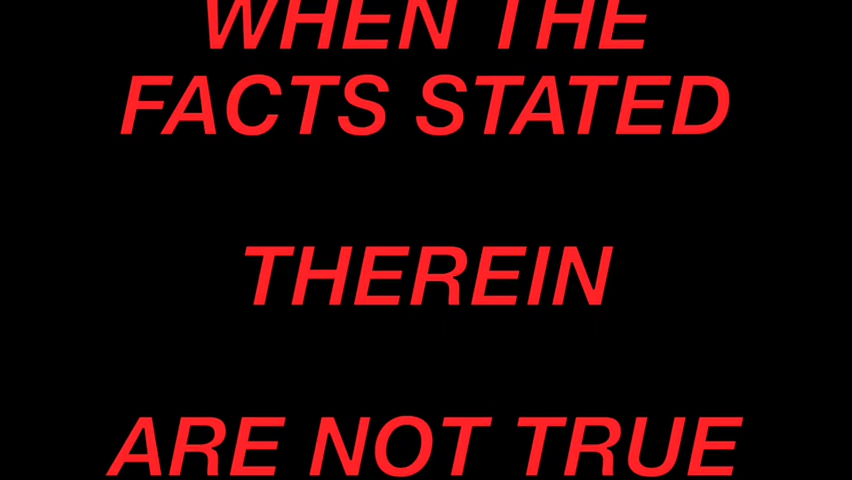 WHEN THE
FACTS STATED
THEREIN
ARE NOT TRUE